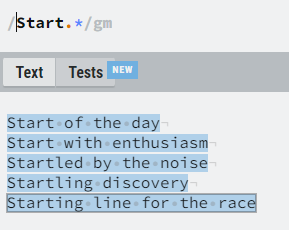 /Start.*/gm
Text Tests NEW
Start of the day
Start with enthusiasm
Startled by the noise
Startling discovery
Starting line for the race